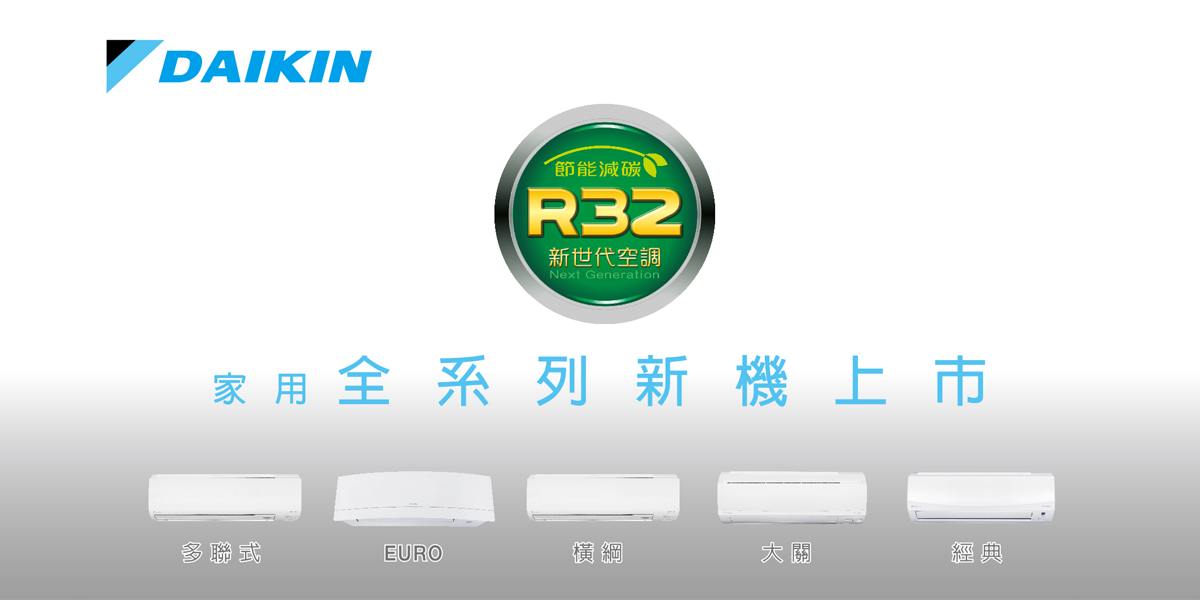 DAIKIN
節能減碳
R32
新世代空調
Next Generation
家用全系列新機上市
多聯式
EURO
橫綱
大關
經典